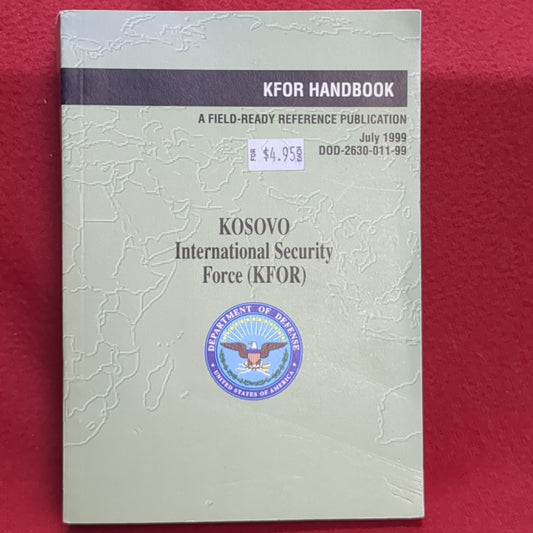 KFOR HANDBOOK
A FIELD-READY REFERENCE PUBLICATION
July 1999
DOD-2630-011-99
FOR $4.95
KOSOVO
International Security
Force (KFOR)
DEPARTMENT OF DEFENSE
UNITED STATES OF AMERICA